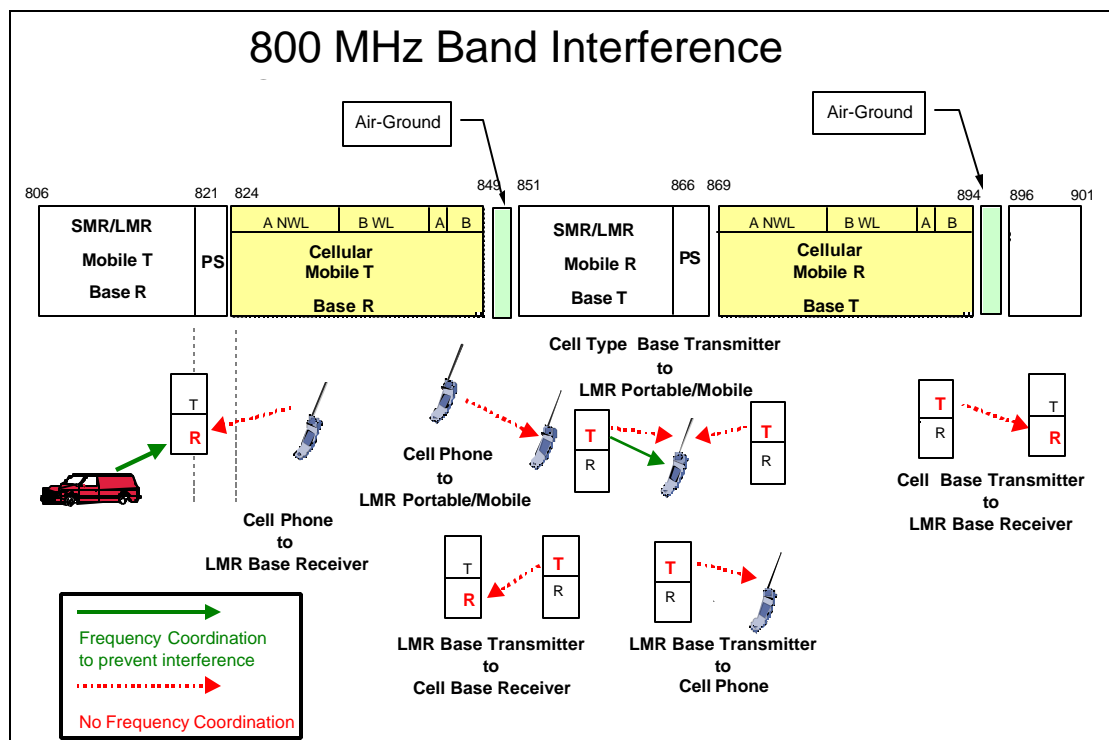 800 MHz Band Interference
Air-Ground
Air-Ground
806
821
824
849
851
866
869
894
896
901
SMR/LMR
Mobile T
Base R
PS
A NWL
B WL
A
B
Cellular
Mobile T
Base R
SMR/LMR
Mobile R
Base T
PS
A NWL
B WL
A
B
Cellular
Mobile R
Base T
T
R
Cell Phone
to
LMR Base Receiver
Cell Phone
to
LMR Portable/Mobile
Cell Type Base Transmitter
to
LMR Portable/Mobile
T
R
T
R
T
R
T
R
Cell Base Transmitter
to
LMR Base Receiver
T
R
T
R
LMR Base Transmitter
to
Cell Base Receiver
T
R
LMR Base Transmitter
to
Cell Phone
Frequency Coordination
to prevent interference
No Frequency Coordination